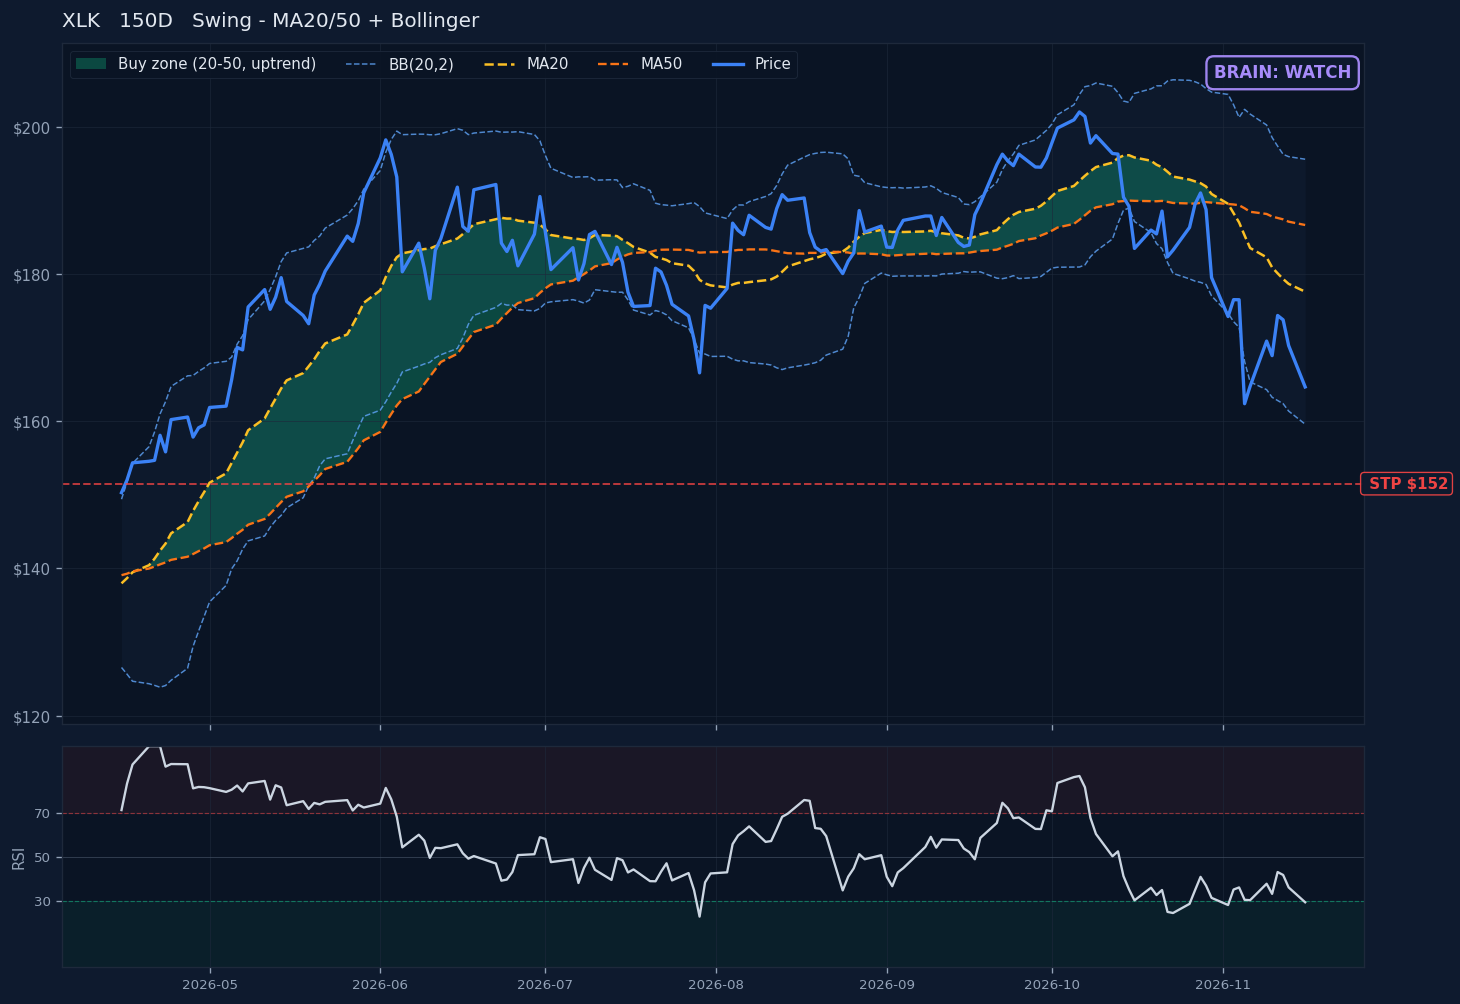 XLK   150D   Swing - MA20/50 + Bollinger
Buy zone (20-50, uptrend)   BB(20,2)   MA20   MA50   Price
BRAIN: WATCH
$200
$180
$160
STP $152
$140
$120
70
50
30
RSI
2026-05   2026-06   2026-07   2026-08   2026-09   2026-10   2026-11